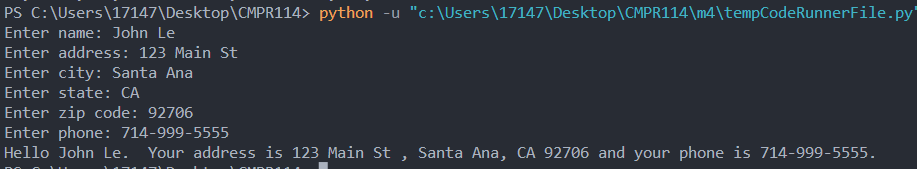 PS C:\Users\17147\Desktop\CMPR114> python -u "c:\Users\17147\Desktop\CMPR114\m4\tempCodeRunnerFile.py"
Enter name: John Le
Enter address: 123 Main St
Enter city: Santa Ana
Enter state: CA
Enter zip code: 92706
Enter phone: 714-999-5555
Hello John Le.  Your address is 123 Main St , Santa Ana, CA 92706 and your phone is 714-999-5555.
PS C:\Users\17147\Desktop\CMPR114>